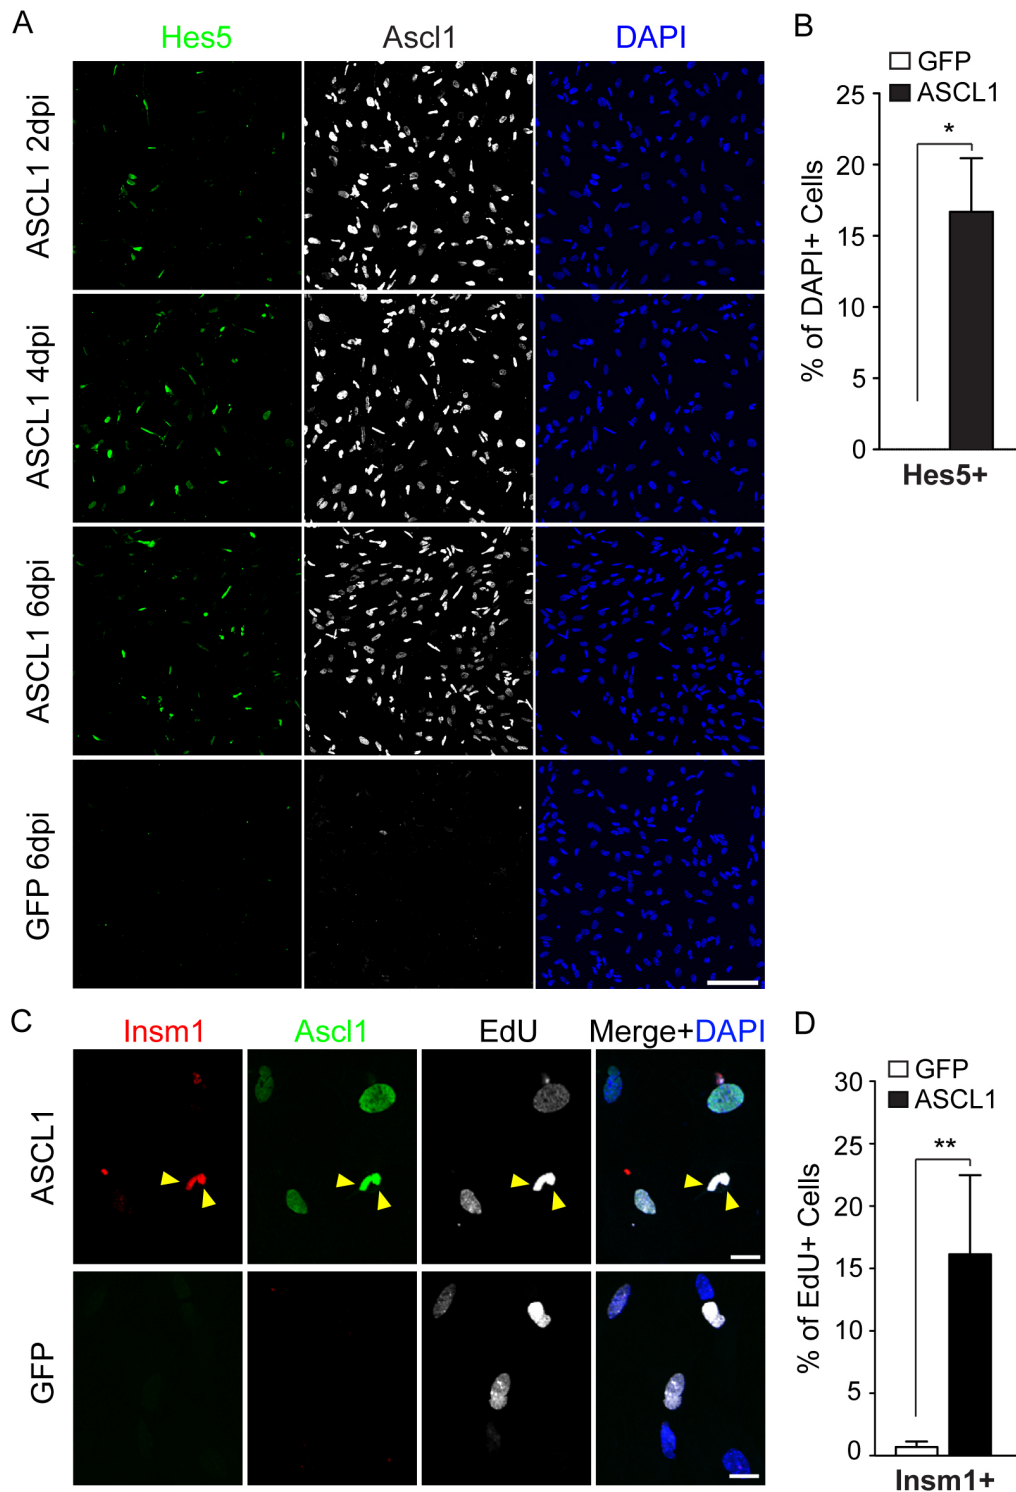 A
Hes5 Ascl1 DAPI
ASCL1 2dpi
ASCL1 4dpi
ASCL1 6dpi
GFP 6dpi
B
GFP
ASCL1
% of DAPI+ Cells
25
20
15
10
5
0
*
Hes5+
C
Insm1 Ascl1 EdU Merge+DAPI
ASCL1
GFP
D
GFP
ASCL1
% of EdU+ Cells
30
25
20
15
10
5
0
**
Insm1+